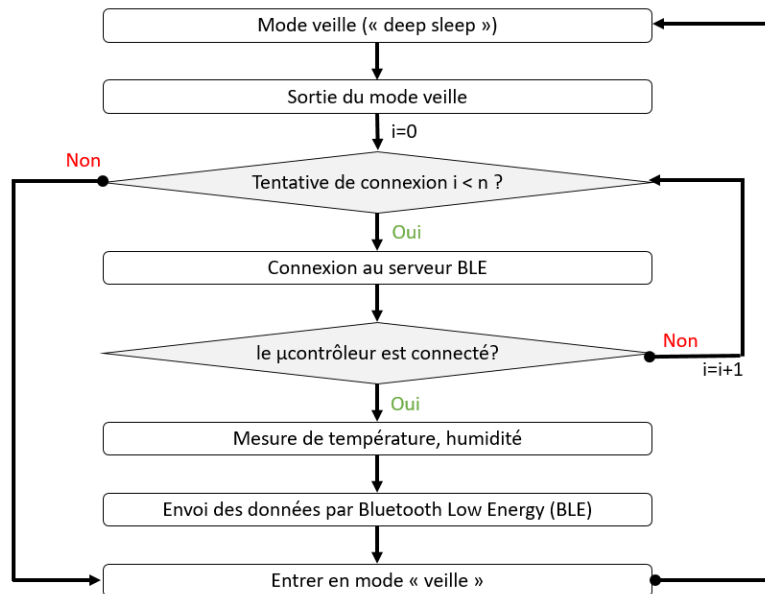 Mode veille (« deep sleep »)
Sortie du mode veille
i=0
Non
Tentative de connexion i < n ?
Oui
Connexion au serveur BLE
le µcontrôleur est connecté?
Non
i=i+1
Oui
Mesure de température, humidité
Envoi des données par Bluetooth Low Energy (BLE)
Entrer en mode « veille »